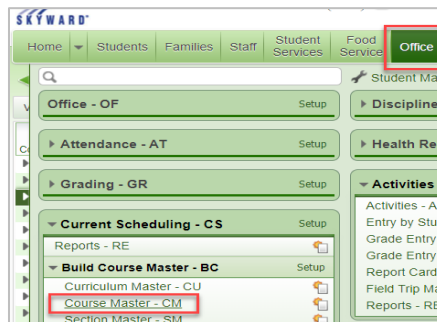 SKYWARD
Home Students Families Staff Student Services Food Service Office
Student Ma
Office - OF Setup
Discipline
Attendance - AT Setup
Health Re
Grading - GR Setup
Activities
Current Scheduling - CS Setup
Activities - A
Reports - RE
Entry by Stu
Build Course Master - BC Setup
Grade Entry
Curriculum Master - CU
Grade Entry
Course Master - CM
Report Card
Section Master - SM
Field Trip Ma
Reports - RE